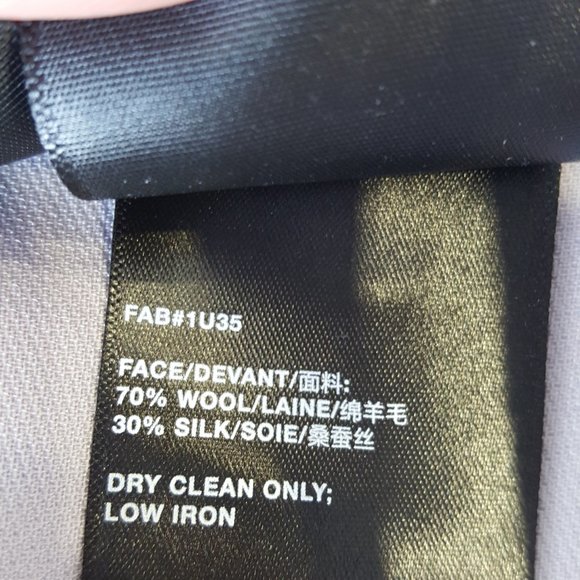 FAB#1U35
FACE/DEVANT/面料:
70% WOOL/LAINE/绵羊毛
30% SILK/SOIE/桑蚕丝
DRY CLEAN ONLY;
LOW IRON